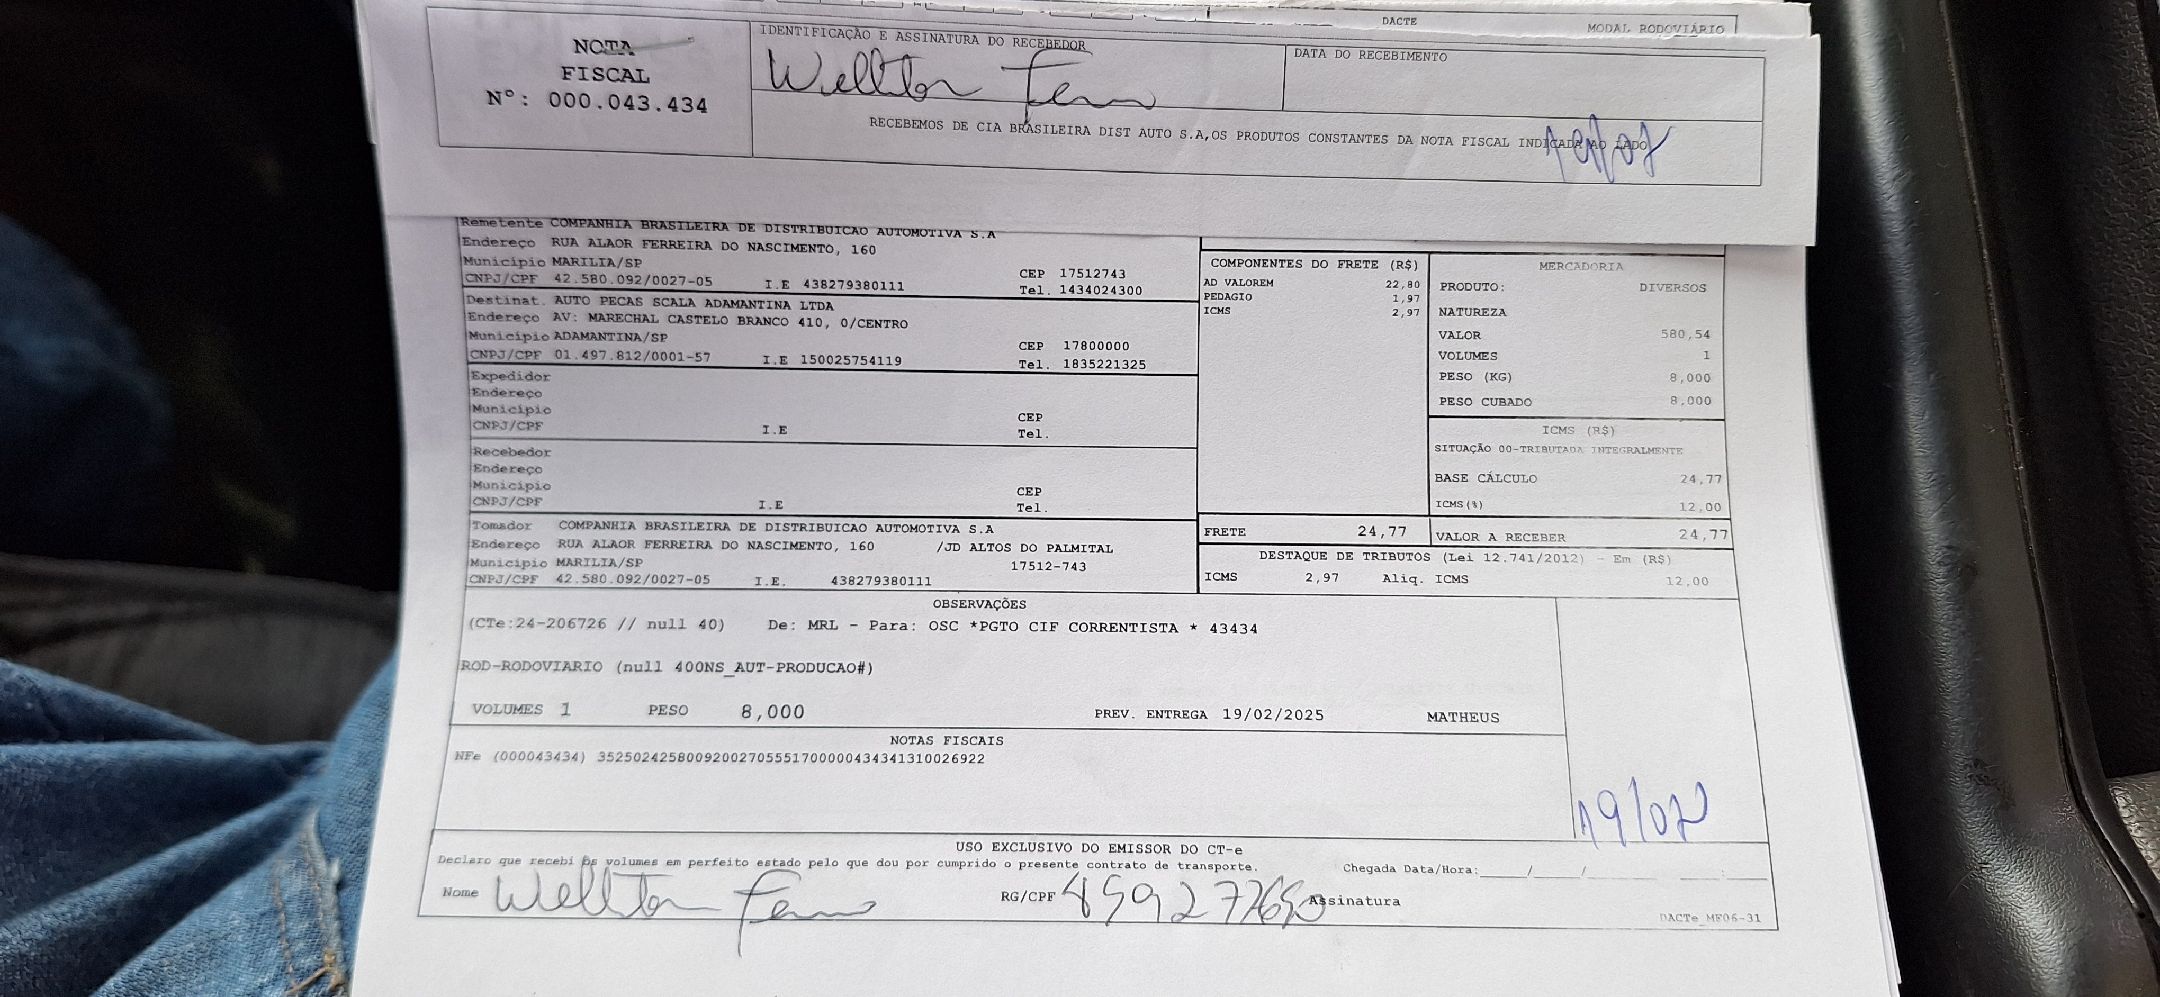 DACTE
MODAL RODOVIÁRIO
NOTA
FISCAL
Nº: 000.043.434
IDENTIFICAÇÃO E ASSINATURA DO RECEBEDOR
Wellton
DATA DO RECEBIMENTO
RECEBEMOS DE CIA BRASILEIRA DIST AUTO S.A,OS PRODUTOS CONSTANTES DA NOTA FISCAL INDICADA AO LADO
19/02
Remetente COMPANHIA BRASILEIRA DE DISTRIBUICAO AUTOMOTIVA S.A
Endereço RUA ALAOR FERREIRA DO NASCIMENTO, 160
Município MARILIA/SP CEP 17512743
CNPJ/CPF 42.580.092/0027-05 I.E 438279380111 Tel. 1434024300
Destinat. AUTO PECAS SCALA ADAMANTINA LTDA
Endereço AV: MARECHAL CASTELO BRANCO 410, 0/CENTRO
Município ADAMANTINA/SP CEP 17800000
CNPJ/CPF 01.497.812/0001-57 I.E 150025754119 Tel. 1835221325
Expedidor
Endereço
Município CEP
CNPJ/CPF I.E Tel.
Recebedor
Endereço
Município CEP
CNPJ/CPF I.E Tel.
Tomador COMPANHIA BRASILEIRA DE DISTRIBUICAO AUTOMOTIVA S.A
Endereço RUA ALAOR FERREIRA DO NASCIMENTO, 160 /JD ALTOS DO PALMITAL
Município MARILIA/SP 17512-743
CNPJ/CPF 42.580.092/0027-05 I.E. 438279380111
COMPONENTES DO FRETE (R$)
AD VALOREM 22,80
PEDAGIO 1,97
ICMS 2,97
MERCADORIA
PRODUTO: DIVERSOS
NATUREZA
VALOR 580,54
VOLUMES 1
PESO (KG) 8,000
PESO CUBADO 8,000
ICMS (R$)
SITUAÇÃO 00-TRIBUTADA INTEGRALMENTE
BASE CÁLCULO 24,77
ICMS(%) 12,00
FRETE 24,77
VALOR A RECEBER 24,77
DESTAQUE DE TRIBUTOS (Lei 12.741/2012) - Em (R$)
ICMS 2,97 Aliq. ICMS 12,00
OBSERVAÇÕES
(CTe:24-206726 // null 40) De: MRL - Para: OSC *PGTO CIF CORRENTISTA * 43434
ROD-RODOVIARIO (null 400NS_AUT-PRODUCAO#)
VOLUMES 1 PESO 8,000 PREV. ENTREGA 19/02/2025 MATHEUS
NOTAS FISCAIS
NFe (000043434) 35250242580092002705551700000434341310026922
19/02
USO EXCLUSIVO DO EMISSOR DO CT-e
Declaro que recebi os volumes em perfeito estado pelo que dou por cumprido o presente contrato de transporte. Chegada Data/Hora:____/____/____ ____:____
Nome Wellton RG/CPF Assinatura
DACTe_MF06-31